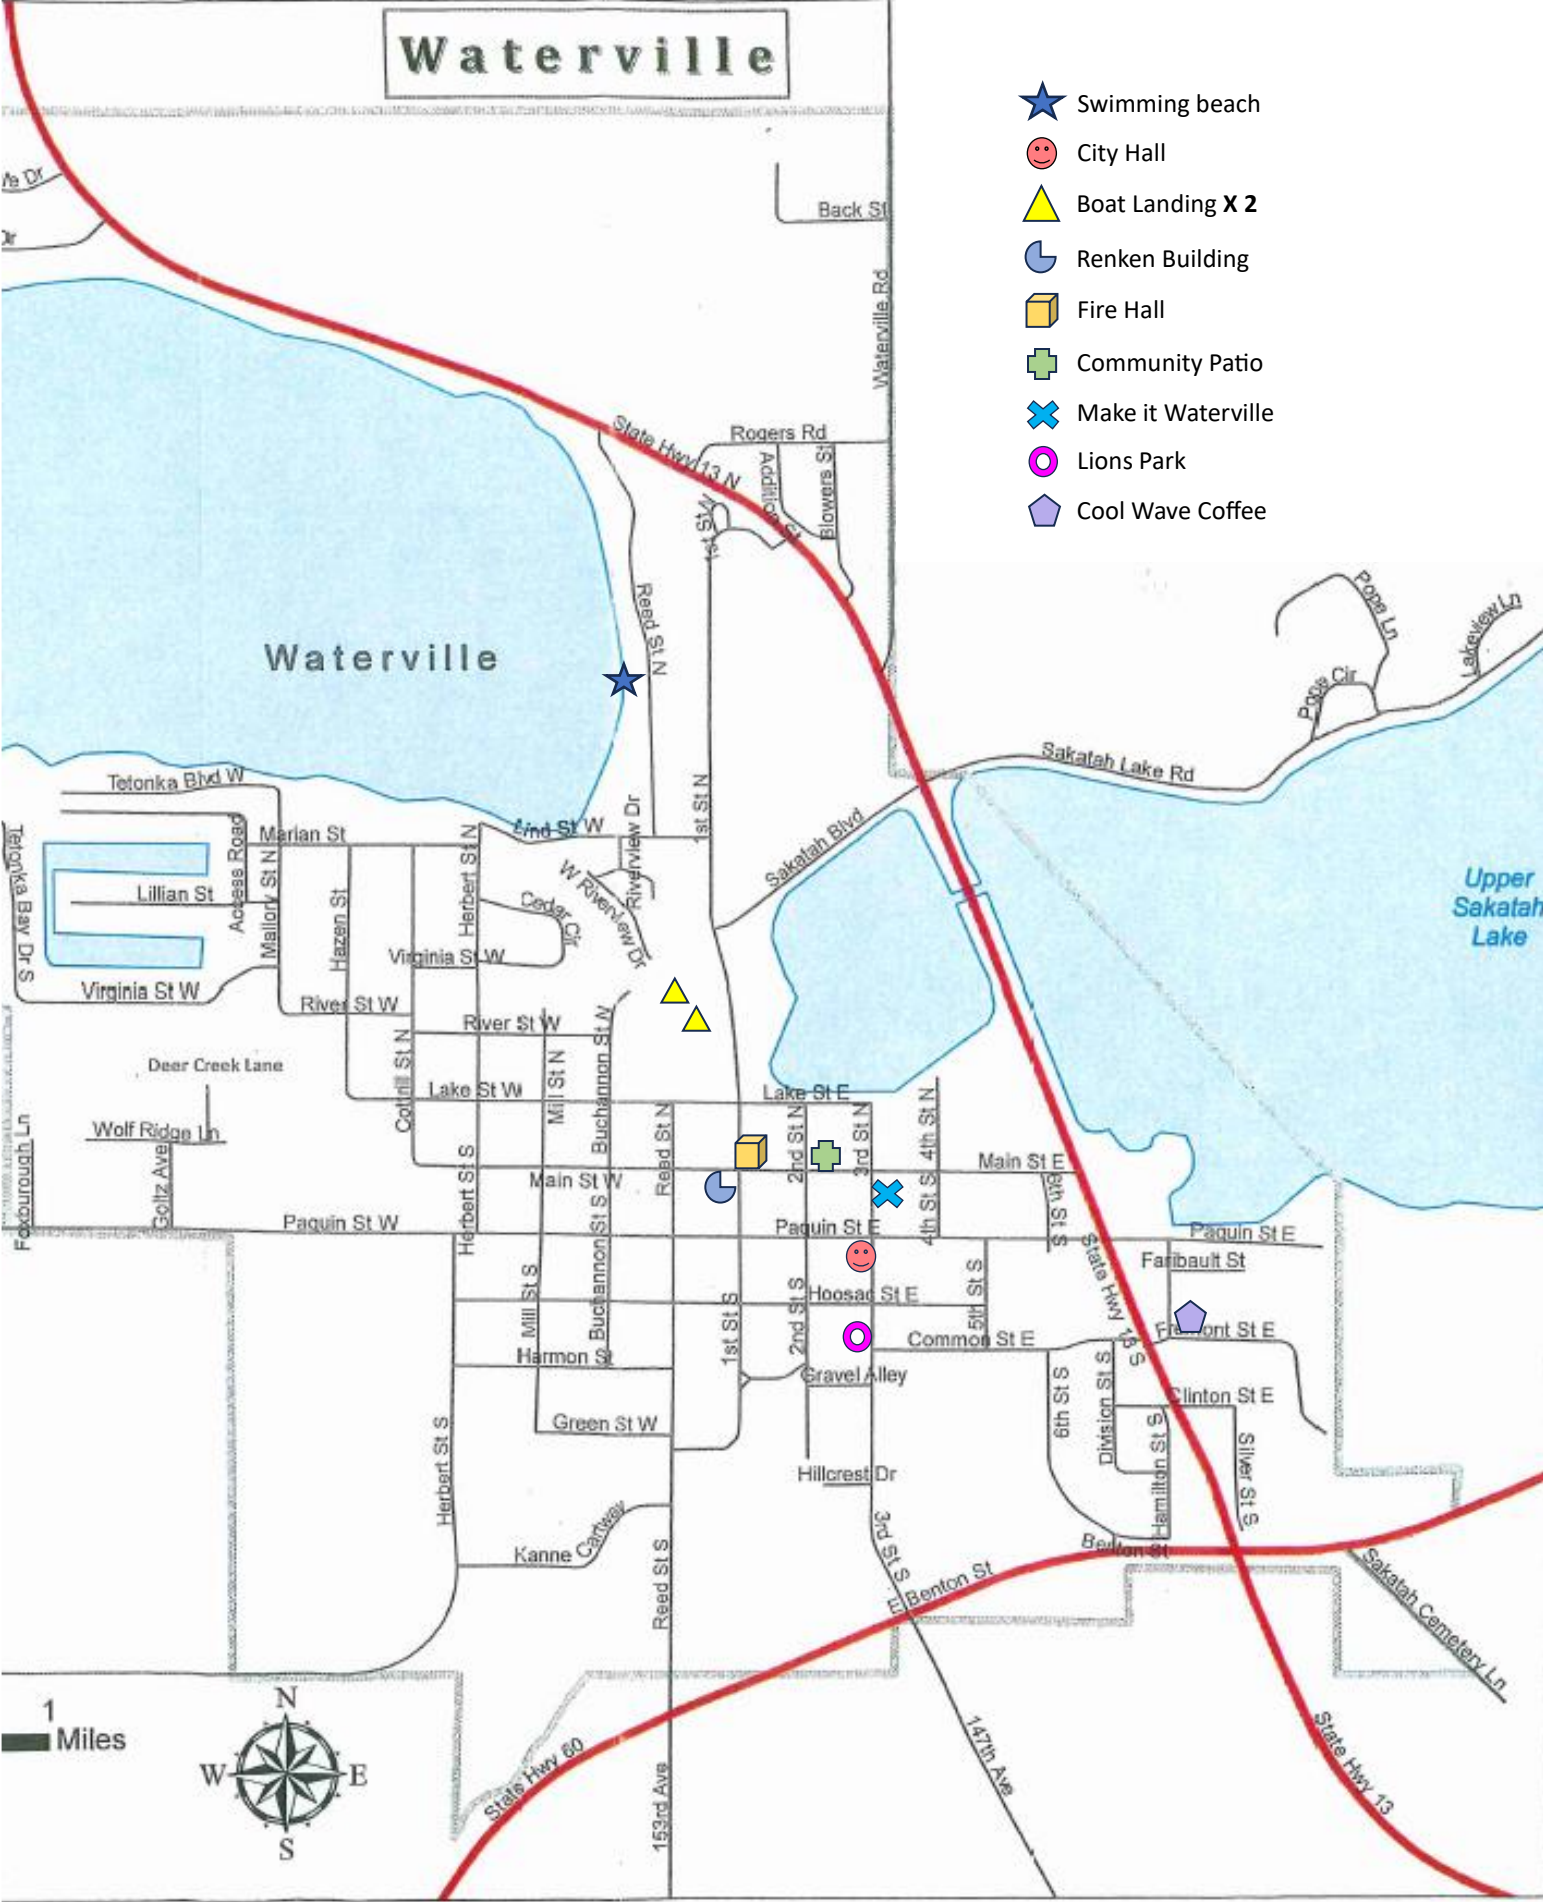 Waterville
Swimming beach
City Hall
Boat Landing X 2
Renken Building
Fire Hall
Community Patio
Make it Waterville
Lions Park
Cool Wave Coffee
Dr
Back St
Waterville Rd
State Hwy 13 N
Rogers Rd
Addition St
Blowers St
1st St N
Reed St N
Pope Ln
Lakeview Ln
Pope Cir
Waterville
Sakatah Lake Rd
Tetonka Blvd W
Marian St
Lind St W
Riverview Dr
1st St N
Sakatah Blvd
Tetonka Bay Dr S
Access Road
Lillian St
Mallory St N
Hazen St
Herbert St N
Cedar Cir
W Riverview Dr
Upper
Sakatah
Lake
Virginia St W
Virginia St W
River St W
River St W
Cottrill St N
Mill St N
Buchannon St N
Deer Creek Lane
Lake St W
Lake St E
Wolf Ridge Ln
Foxburough Ln
Goltz Ave
Herbert St S
Main St W
Reed St N
2nd St N
3rd St N
4th St N
Main St E
Paquin St W
Paquin St E
4th St S
6th St S
Paquin St E
Faribault St
Buchannon St S
Mill St S
Hoosac St E
5th St S
State Hwy 13 S
1st St S
2nd St S
Common St E
Fremont St E
Harmon St
Gravel Alley
Green St W
6th St S
Division St S
Clinton St E
Herbert St S
Hillcrest Dr
Hamilton St S
Silver St S
Kanne Cartway
Reed St S
3rd St S
E Benton St
Benton St
Sakatah Cemetery Ln
1
Miles
N
W
E
S
State Hwy 60
153rd Ave
147th Ave
State Hwy 13